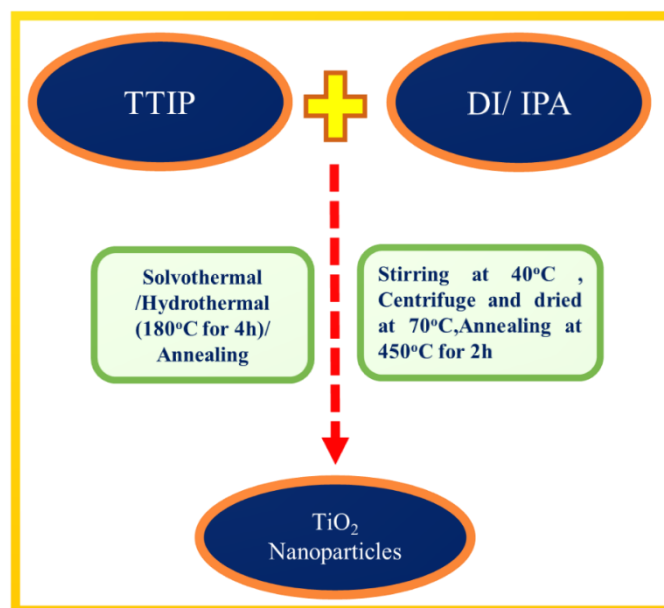 TTIP
DI/ IPA
Solvothermal
/Hydrothermal
(180°C for 4h)/
Annealing
Stirring at 40°C ,
Centrifuge and dried
at 70°C,Annealing at
450°C for 2h
TiO₂
Nanoparticles